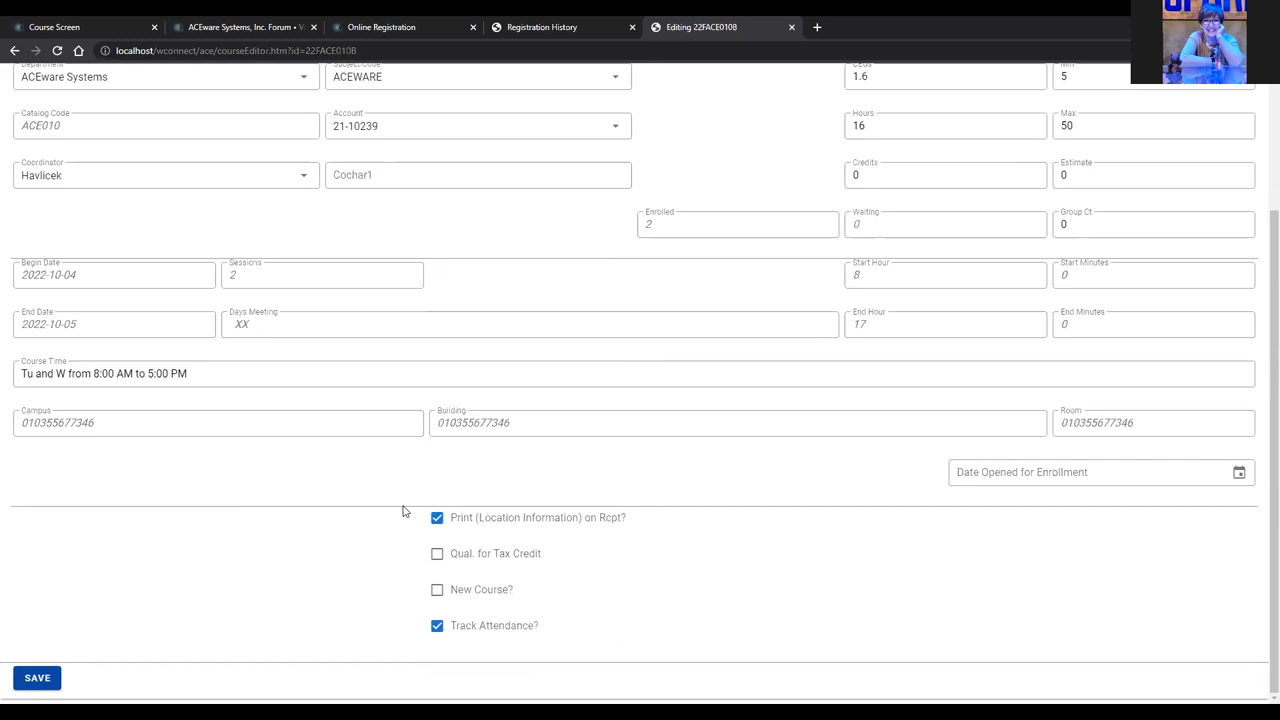 Course Screen
ACEware Systems, Inc. Forum • V
Online Registration
Registration History
Editing 22FACE010B
localhost/wconnect/ace/courseEditor.htm?id=22FACE010B
Department
Subject Code
CEUs
Min
ACEware Systems
ACEWARE
1.6
5
Catalog Code
Account
Hours
Max
ACE010
21-10239
16
50
Coordinator
Credits
Estimate
Havlicek
Cochar1
0
0
Enrolled
Waiting
Group Ct
2
0
0
Begin Date
Sessions
Start Hour
Start Minutes
2022-10-04
2
8
0
End Date
Days Meeting
End Hour
End Minutes
2022-10-05
XX
17
0
Course Time
Tu and W from 8:00 AM to 5:00 PM
Campus
Building
Room
010355677346
010355677346
010355677346
Date Opened for Enrollment
Print (Location Information) on Rcpt?
Qual. for Tax Credit
New Course?
Track Attendance?
SAVE